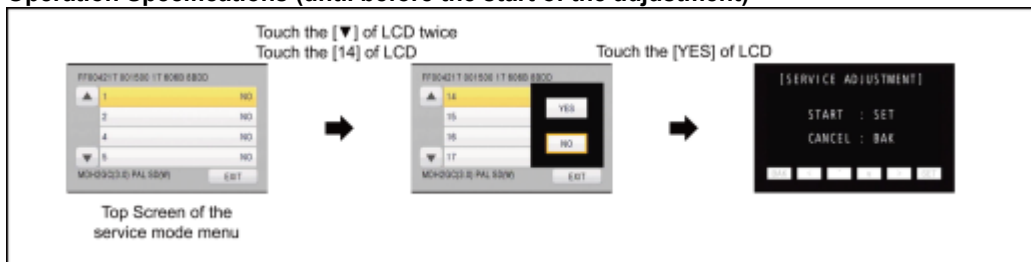 Operation Specifications (until before the start of the adjustment)
Touch the [▼] of LCD twice
Touch the [14] of LCD
Touch the [YES] of LCD
▲ 1 NO
2 NO
4 NO
▼ NO
EXIT
▲ 14
15
16
▼ 17
YES
NO
EXIT
[SERVICE ADJUSTMENT]
START : SET
CANCEL : BAK
Top Screen of the
service mode menu